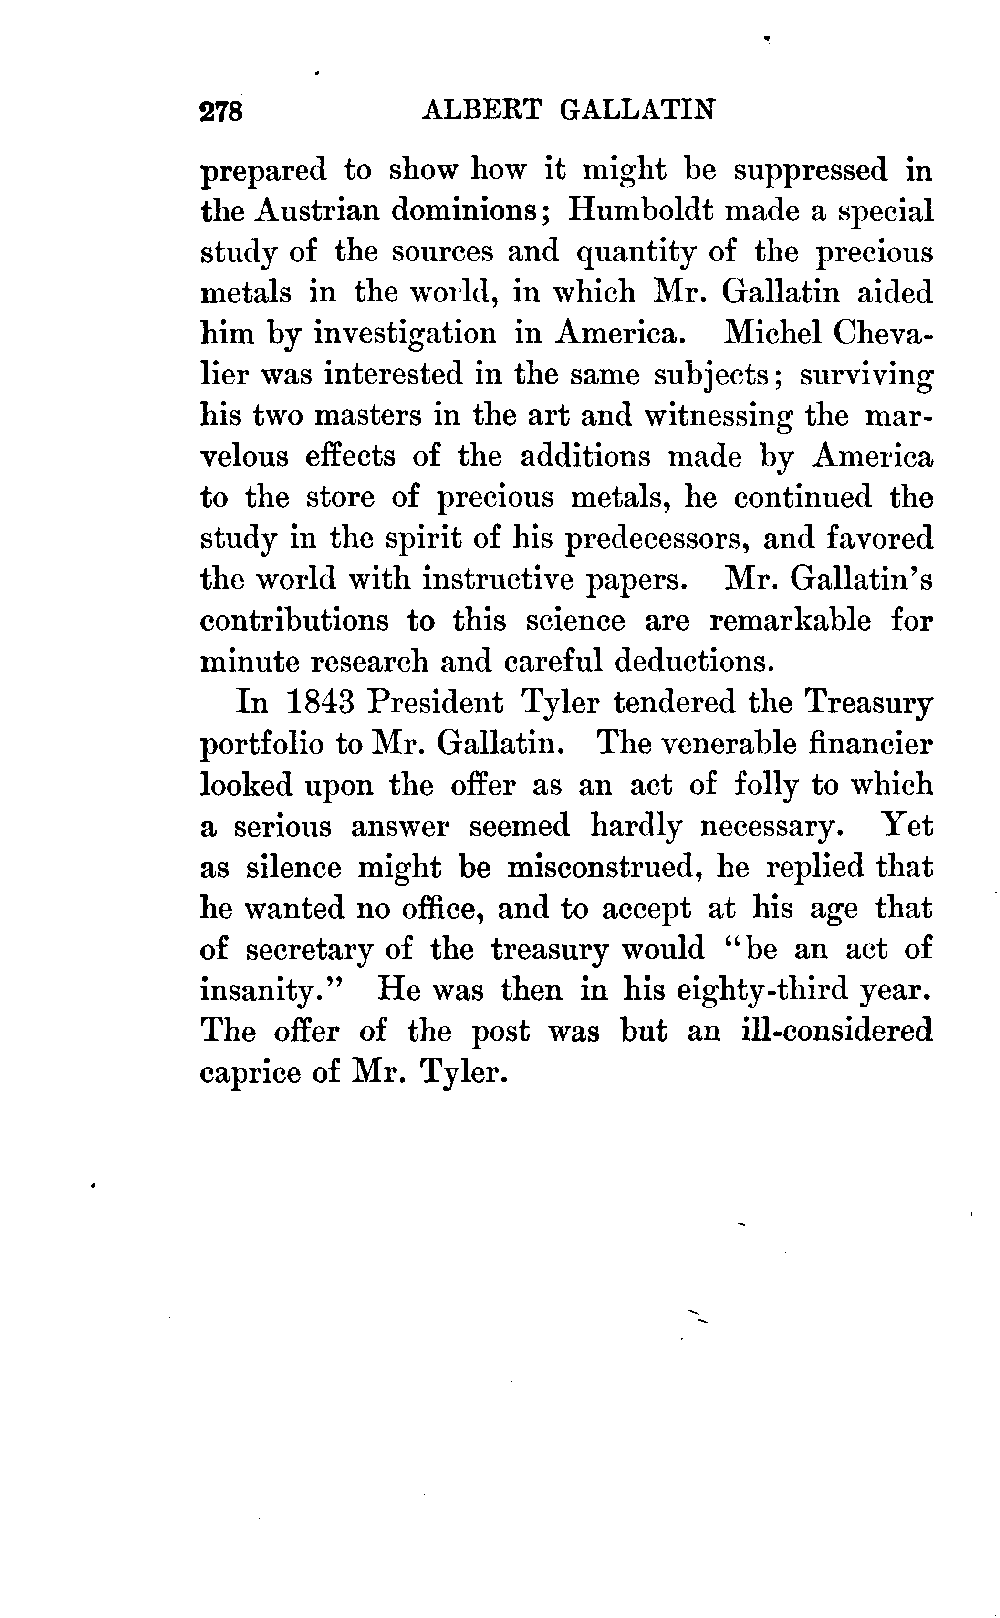 278 ALBERT GALLATIN
prepared to show how it might be suppressed in
the Austrian dominions; Humboldt made a special
study of the sources and quantity of the precious
metals in the world, in which Mr. Gallatin aided
him by investigation in America. Michel Cheva-
lier was interested in the same subjects; surviving
his two masters in the art and witnessing the mar-
velous effects of the additions made by America
to the store of precious metals, he continued the
study in the spirit of his predecessors, and favored
the world with instructive papers. Mr. Gallatin's
contributions to this science are remarkable for
minute research and careful deductions.
In 1843 President Tyler tendered the Treasury
portfolio to Mr. Gallatin. The venerable financier
looked upon the offer as an act of folly to which
a serious answer seemed hardly necessary. Yet
as silence might be misconstrued, he replied that
he wanted no office, and to accept at his age that
of secretary of the treasury would "be an act of
insanity." He was then in his eighty-third year.
The offer of the post was but an ill-considered
caprice of Mr. Tyler.